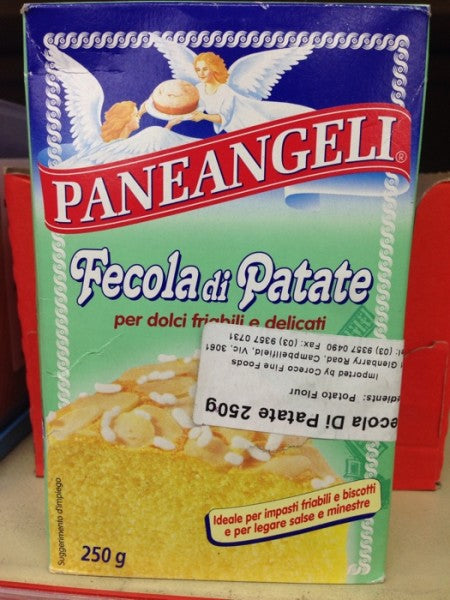 PANEANGELI®
Fecola di Patate
per dolci friabili e delicati
ecola Di Patate 250g
edients: Potato Flour
Imported by Coreco Fine Foods
Glenbarry Road, Campbellfield, Vic, 3061
el: (03) 9357 0490 Fax: (03) 9357 0731
Ideale per impasti friabili e biscotti
e per legare salse e minestre
Suggerimento d'impiego
250 g